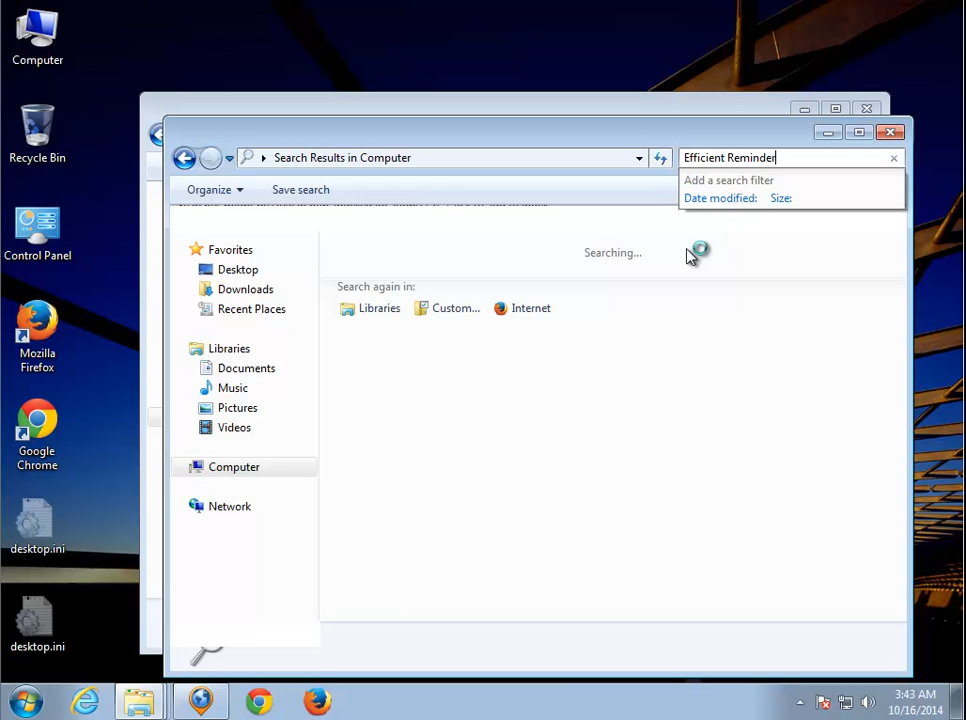 Computer
Recycle Bin
Control Panel
Mozilla
Firefox
Google
Chrome
desktop.ini
desktop.ini
Search Results in Computer
Efficient Reminder
Add a search filter
Date modified: Size:
Organize
Save search
Favorites
Desktop
Downloads
Recent Places
Libraries
Documents
Music
Pictures
Videos
Computer
Network
Searching...
Search again in:
Libraries
Custom...
Internet
3:43 AM
10/16/2014